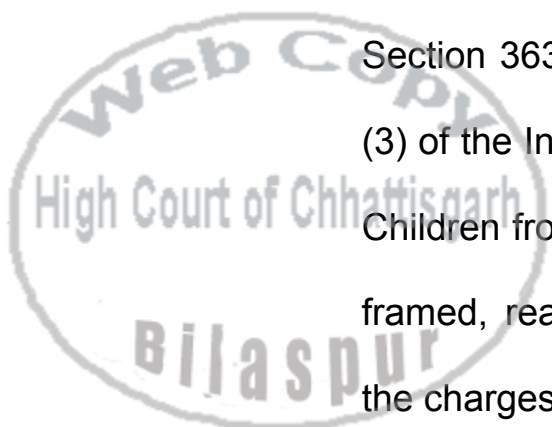 Web Copy
High Court of Chhattisgarh
Bilaspur
Section 363
(3) of the In
Children fro
framed, rea
the charges